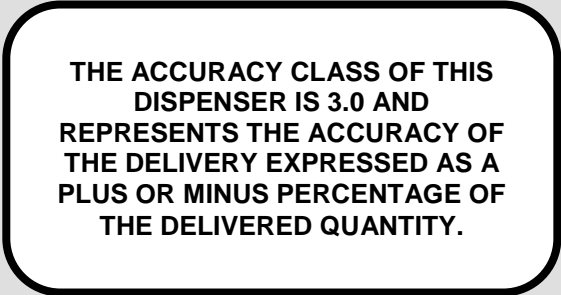 THE ACCURACY CLASS OF THIS
DISPENSER IS 3.0 AND
REPRESENTS THE ACCURACY OF
THE DELIVERY EXPRESSED AS A
PLUS OR MINUS PERCENTAGE OF
THE DELIVERED QUANTITY.